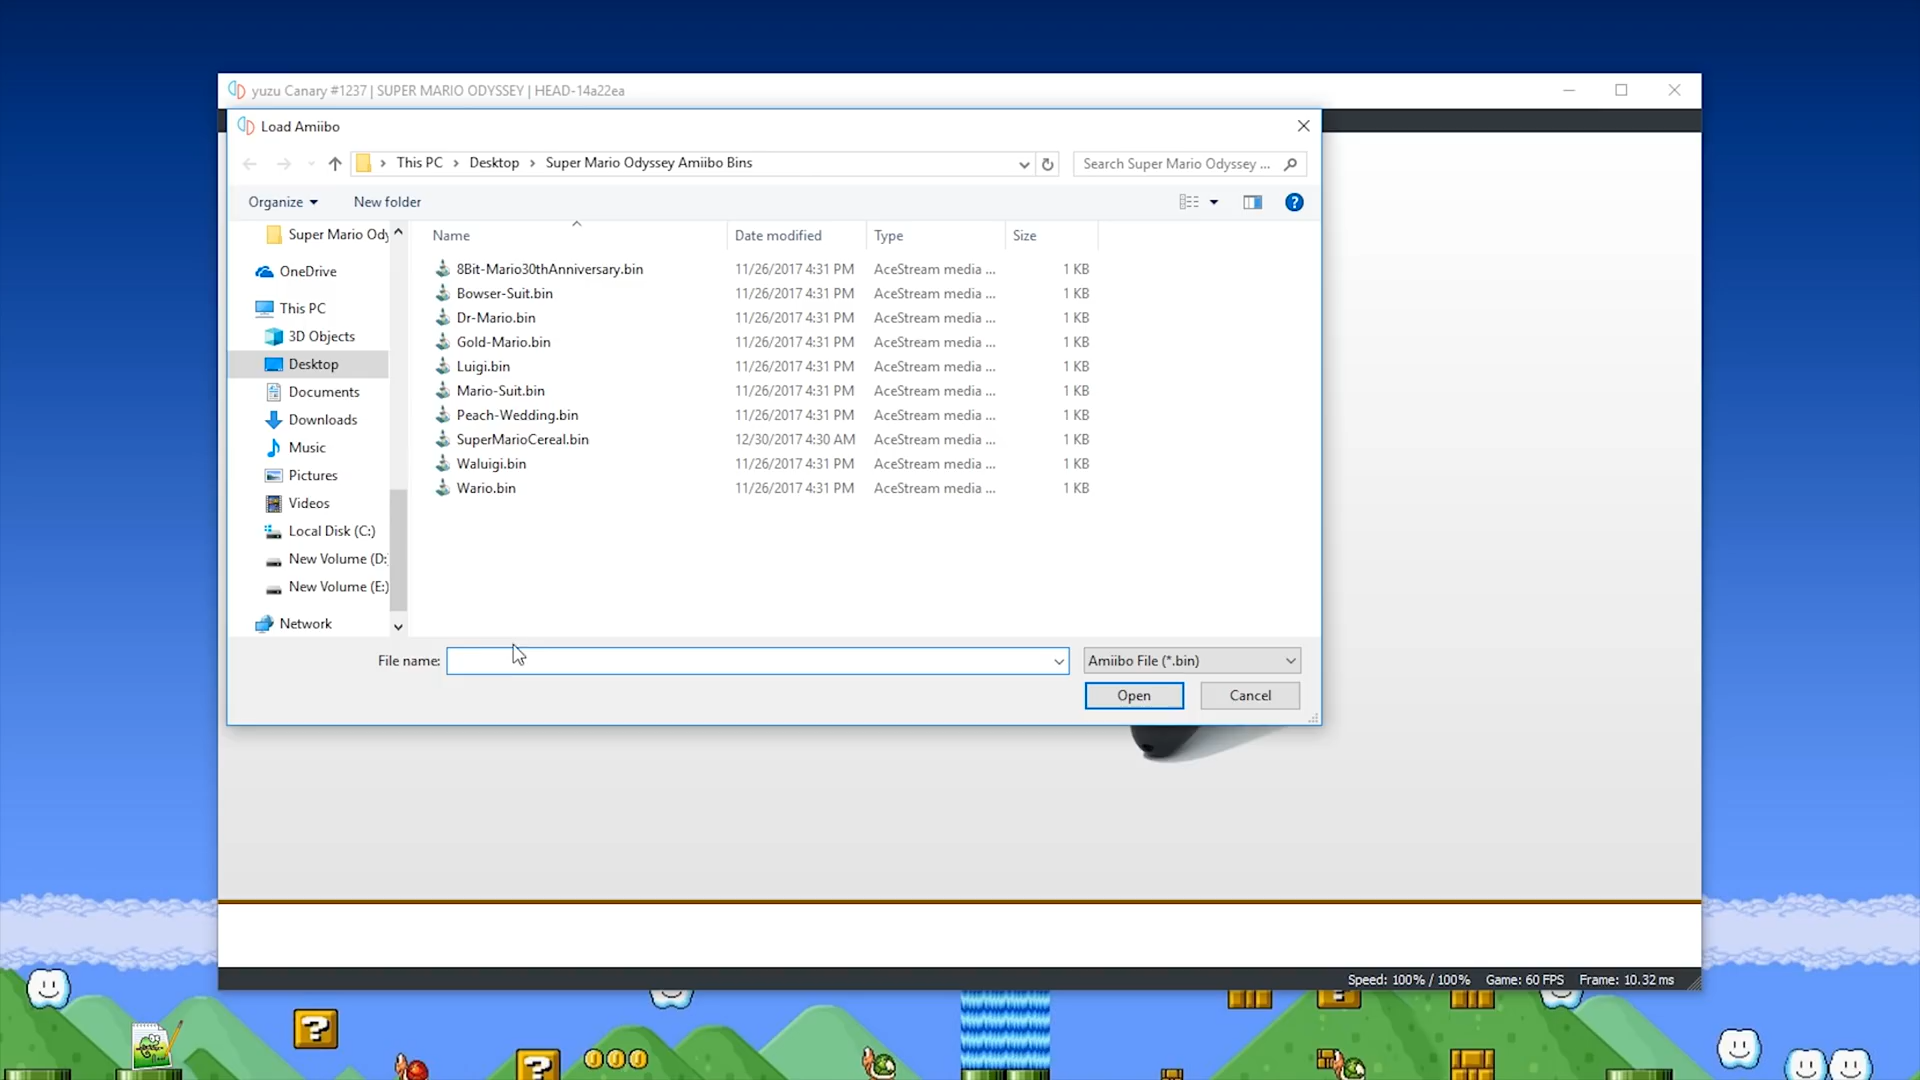 yuzu Canary #1237 | SUPER MARIO ODYSSEY | HEAD-14a22ea
Load Amiibo
This PC > Desktop > Super Mario Odyssey Amiibo Bins
Search Super Mario Odyssey ...
Organize
New folder
Super Mario Ody
OneDrive
This PC
3D Objects
Desktop
Documents
Downloads
Music
Pictures
Videos
Local Disk (C:)
New Volume (D:
New Volume (E:)
Network
Name Date modified Type Size
8Bit-Mario30thAnniversary.bin 11/26/2017 4:31 PM AceStream media ... 1 KB
Bowser-Suit.bin 11/26/2017 4:31 PM AceStream media ... 1 KB
Dr-Mario.bin 11/26/2017 4:31 PM AceStream media ... 1 KB
Gold-Mario.bin 11/26/2017 4:31 PM AceStream media ... 1 KB
Luigi.bin 11/26/2017 4:31 PM AceStream media ... 1 KB
Mario-Suit.bin 11/26/2017 4:31 PM AceStream media ... 1 KB
Peach-Wedding.bin 11/26/2017 4:31 PM AceStream media ... 1 KB
SuperMarioCereal.bin 12/30/2017 4:30 AM AceStream media ... 1 KB
Waluigi.bin 11/26/2017 4:31 PM AceStream media ... 1 KB
Wario.bin 11/26/2017 4:31 PM AceStream media ... 1 KB
File name:
Amiibo File (*.bin)
Open
Cancel
Speed: 100% / 100% Game: 60 FPS Frame: 10.32 ms